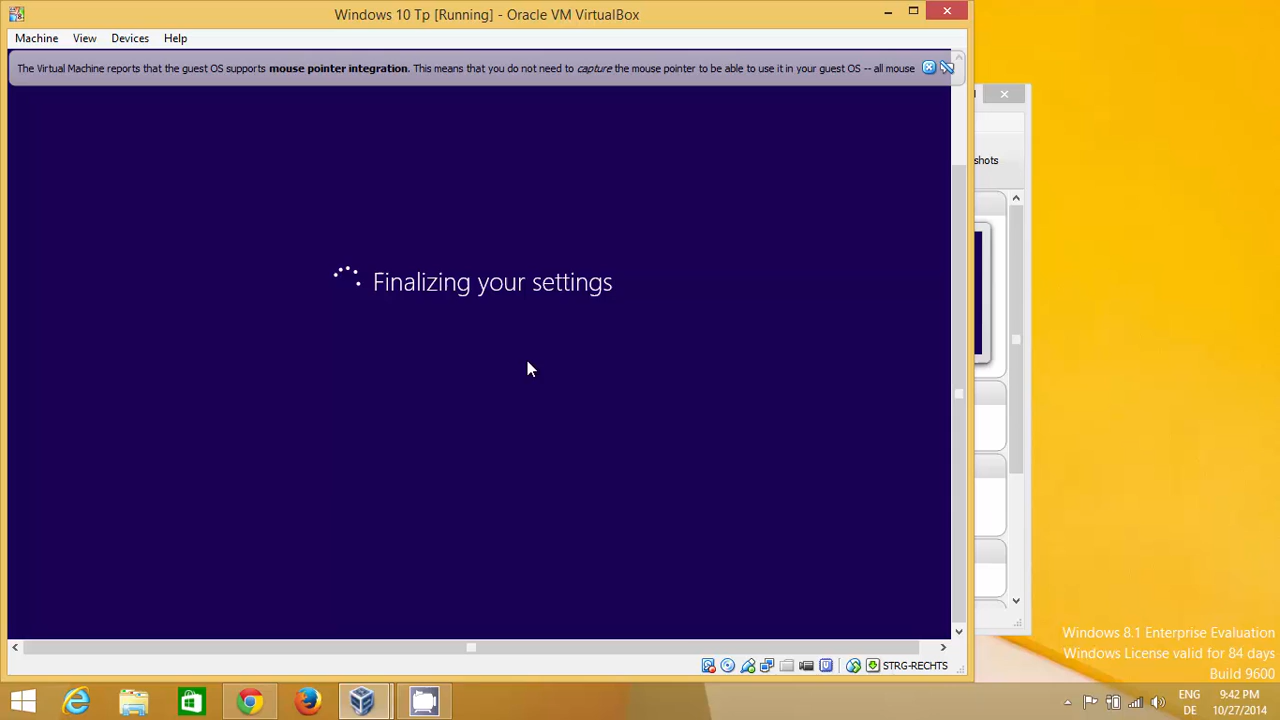 Windows 10 Tp [Running] - Oracle VM VirtualBox
Machine View Devices Help
The Virtual Machine reports that the guest OS supports mouse pointer integration. This means that you do not need to capture the mouse pointer to be able to use it in your guest OS -- all mouse
shots
Finalizing your settings
Windows 8.1 Enterprise Evaluation
Windows License valid for 84 days
Build 9600
STRG-RECHTS
ENG 9:42 PM
DE 10/27/2014